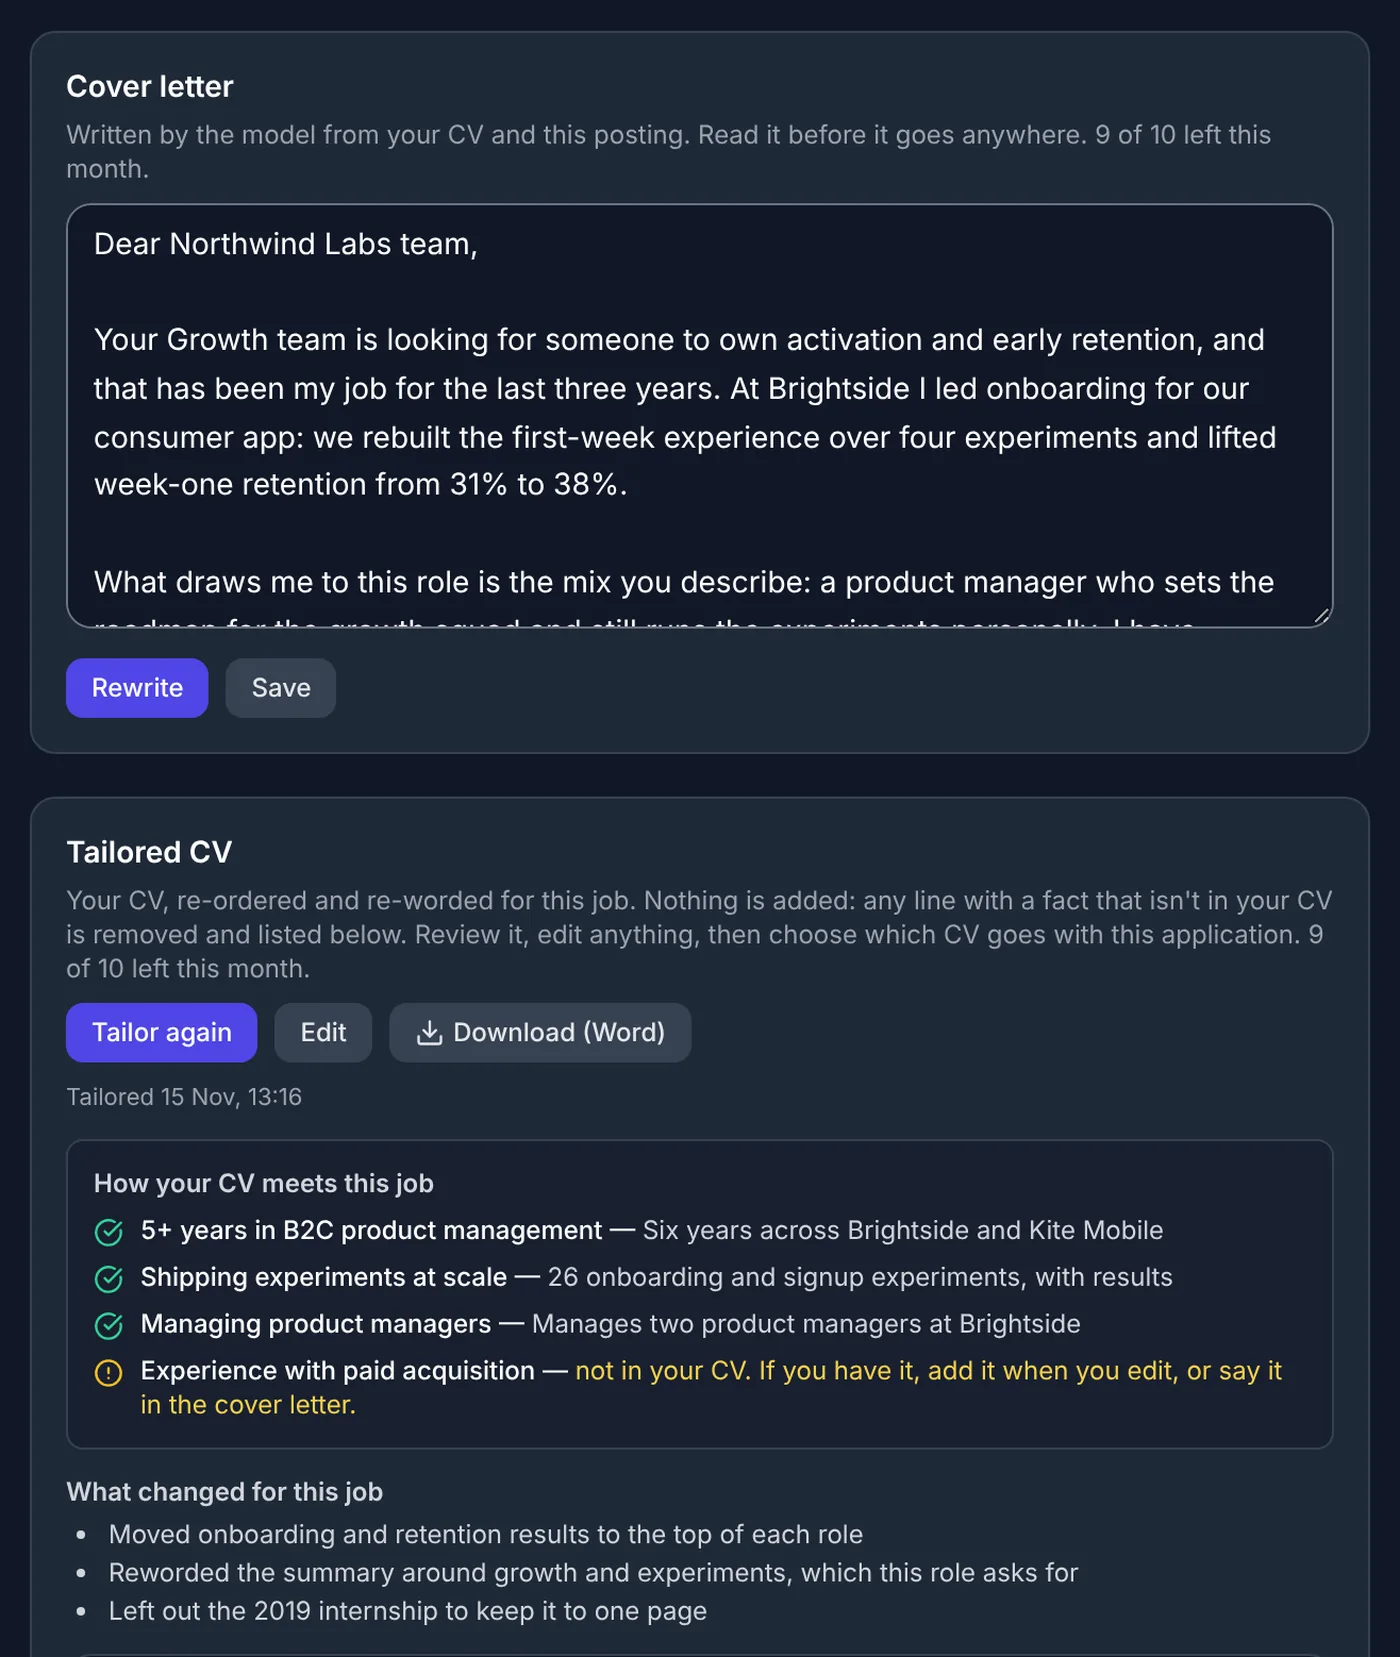 Cover letter
Written by the model from your CV and this posting. Read it before it goes anywhere. 9 of 10 left this
month.
Dear Northwind Labs team,
Your Growth team is looking for someone to own activation and early retention, and
that has been my job for the last three years. At Brightside I led onboarding for our
consumer app: we rebuilt the first-week experience over four experiments and lifted
week-one retention from 31% to 38%.
What draws me to this role is the mix you describe: a product manager who sets the
roadmap for the growth squad and still runs the experiments personally. I have
Rewrite
Save
Tailored CV
Your CV, re-ordered and re-worded for this job. Nothing is added: any line with a fact that isn't in your CV
is removed and listed below. Review it, edit anything, then choose which CV goes with this application. 9
of 10 left this month.
Tailor again
Edit
Download (Word)
Tailored 15 Nov, 13:16
How your CV meets this job
5+ years in B2C product management — Six years across Brightside and Kite Mobile
Shipping experiments at scale — 26 onboarding and signup experiments, with results
Managing product managers — Manages two product managers at Brightside
Experience with paid acquisition — not in your CV. If you have it, add it when you edit, or say it
in the cover letter.
What changed for this job
• Moved onboarding and retention results to the top of each role
• Reworded the summary around growth and experiments, which this role asks for
• Left out the 2019 internship to keep it to one page